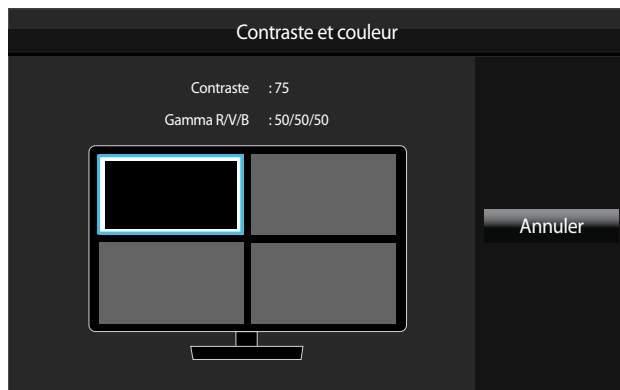 Contraste et couleur
Contraste : 75
Gamma R/V/B : 50/50/50
Annuler